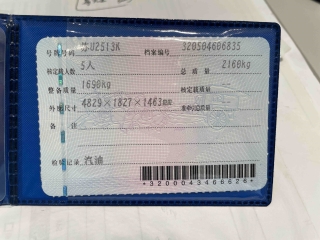 号牌号码 U2513K 档案编号 320504606835
核定载人数 5人 总质量 2160kg
整备质量 1690kg 核定载质量
外廓尺寸 4829×1827×1463mm 准牵引总质量
备注
检验记录 汽油
*3200043406626*